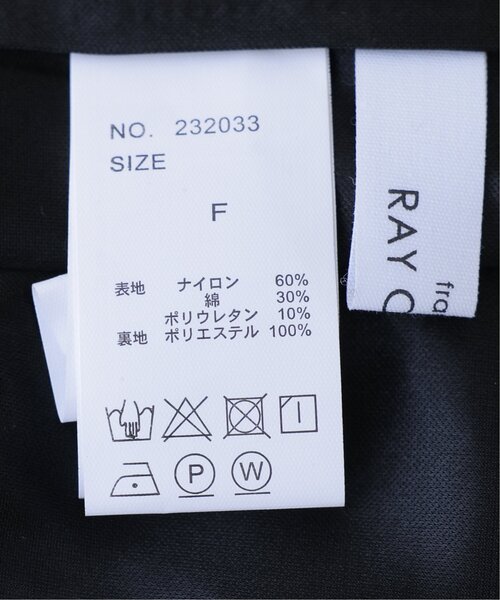 NO. 232033
SIZE
F
表地 ナイロン 60%
綿 30%
ポリウレタン 10%
裏地 ポリエステル 100%
P W
RAY
fra